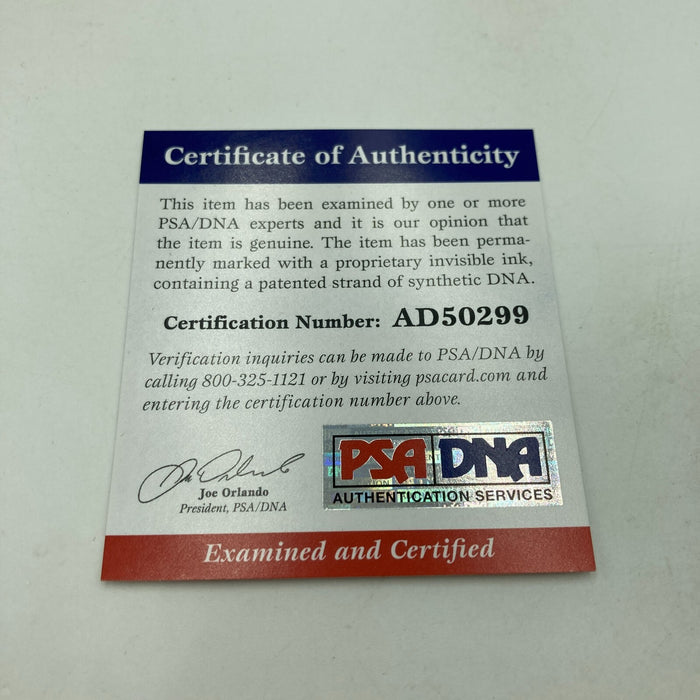 Certificate of Authenticity
This item has been examined by one or more
PSA/DNA experts and it is our opinion that
the item is genuine. The item has been perma-
nently marked with a proprietary invisible ink,
containing a patented strand of synthetic DNA.
Certification Number: AD50299
Verification inquiries can be made to PSA/DNA by
calling 800-325-1121 or by visiting psacard.com and
entering the certification number above.
Joe Orlando
President, PSA/DNA
PSA DNA
AUTHENTICATION SERVICES
Examined and Certified